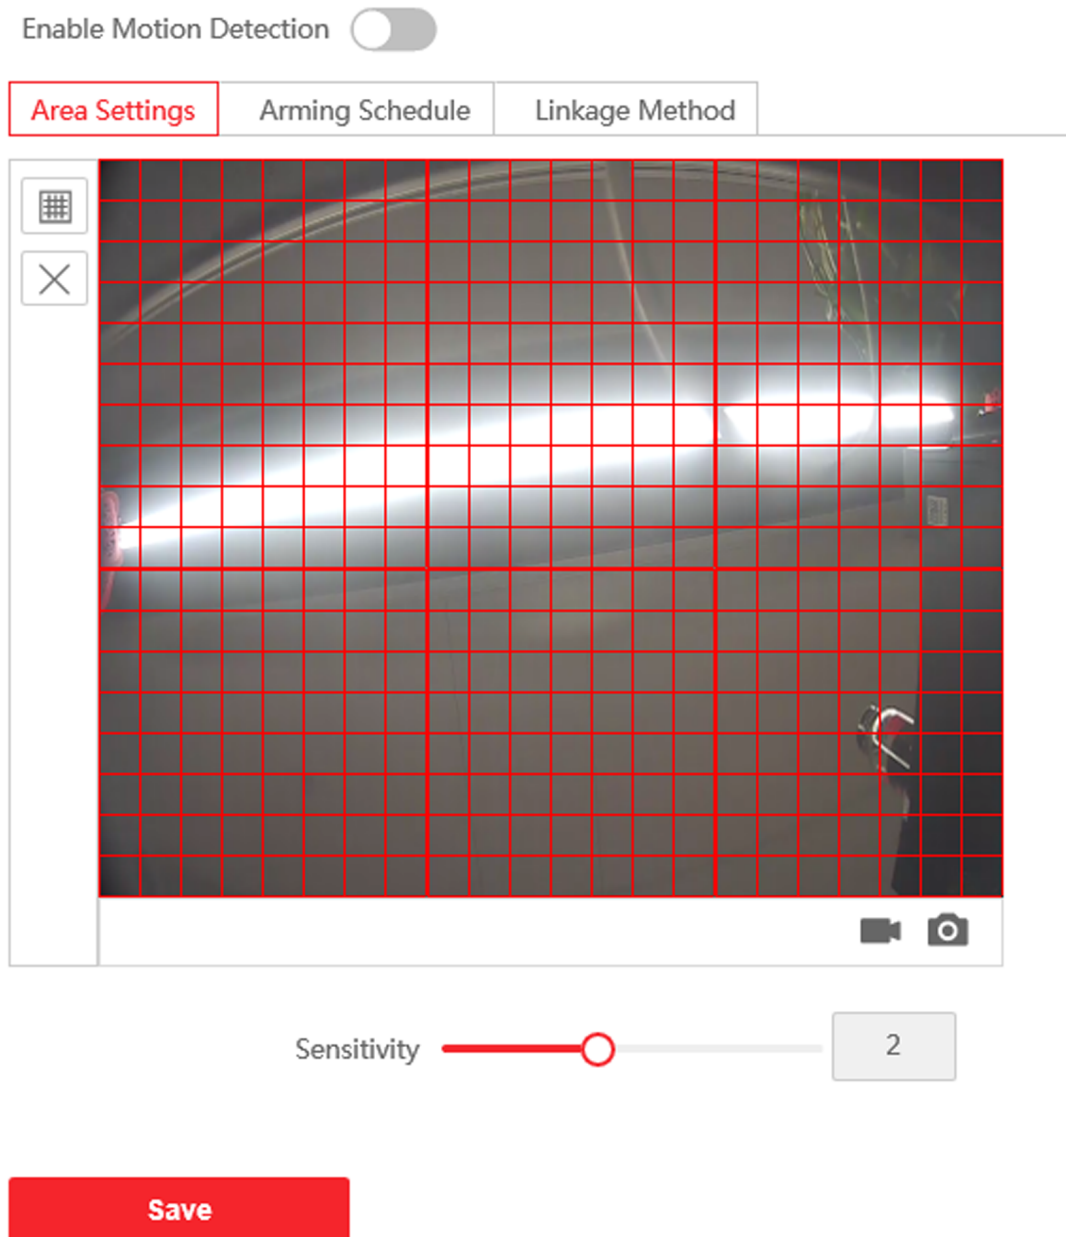 Enable Motion Detection
Area Settings Arming Schedule Linkage Method
Sensitivity 2
Save